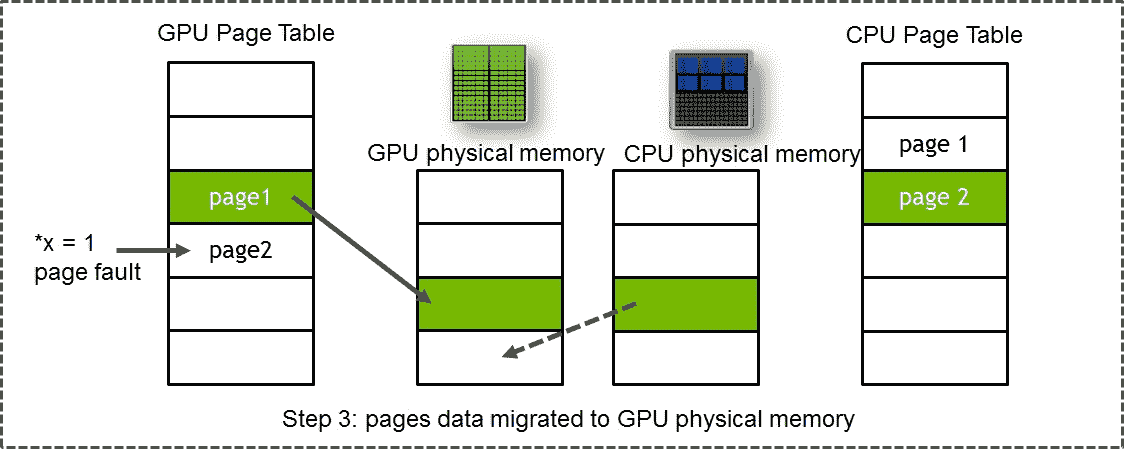 GPU Page Table
CPU Page Table
GPU physical memory
CPU physical memory
page 1
page1
page 2
*x = 1
page fault
page2
Step 3: pages data migrated to GPU physical memory